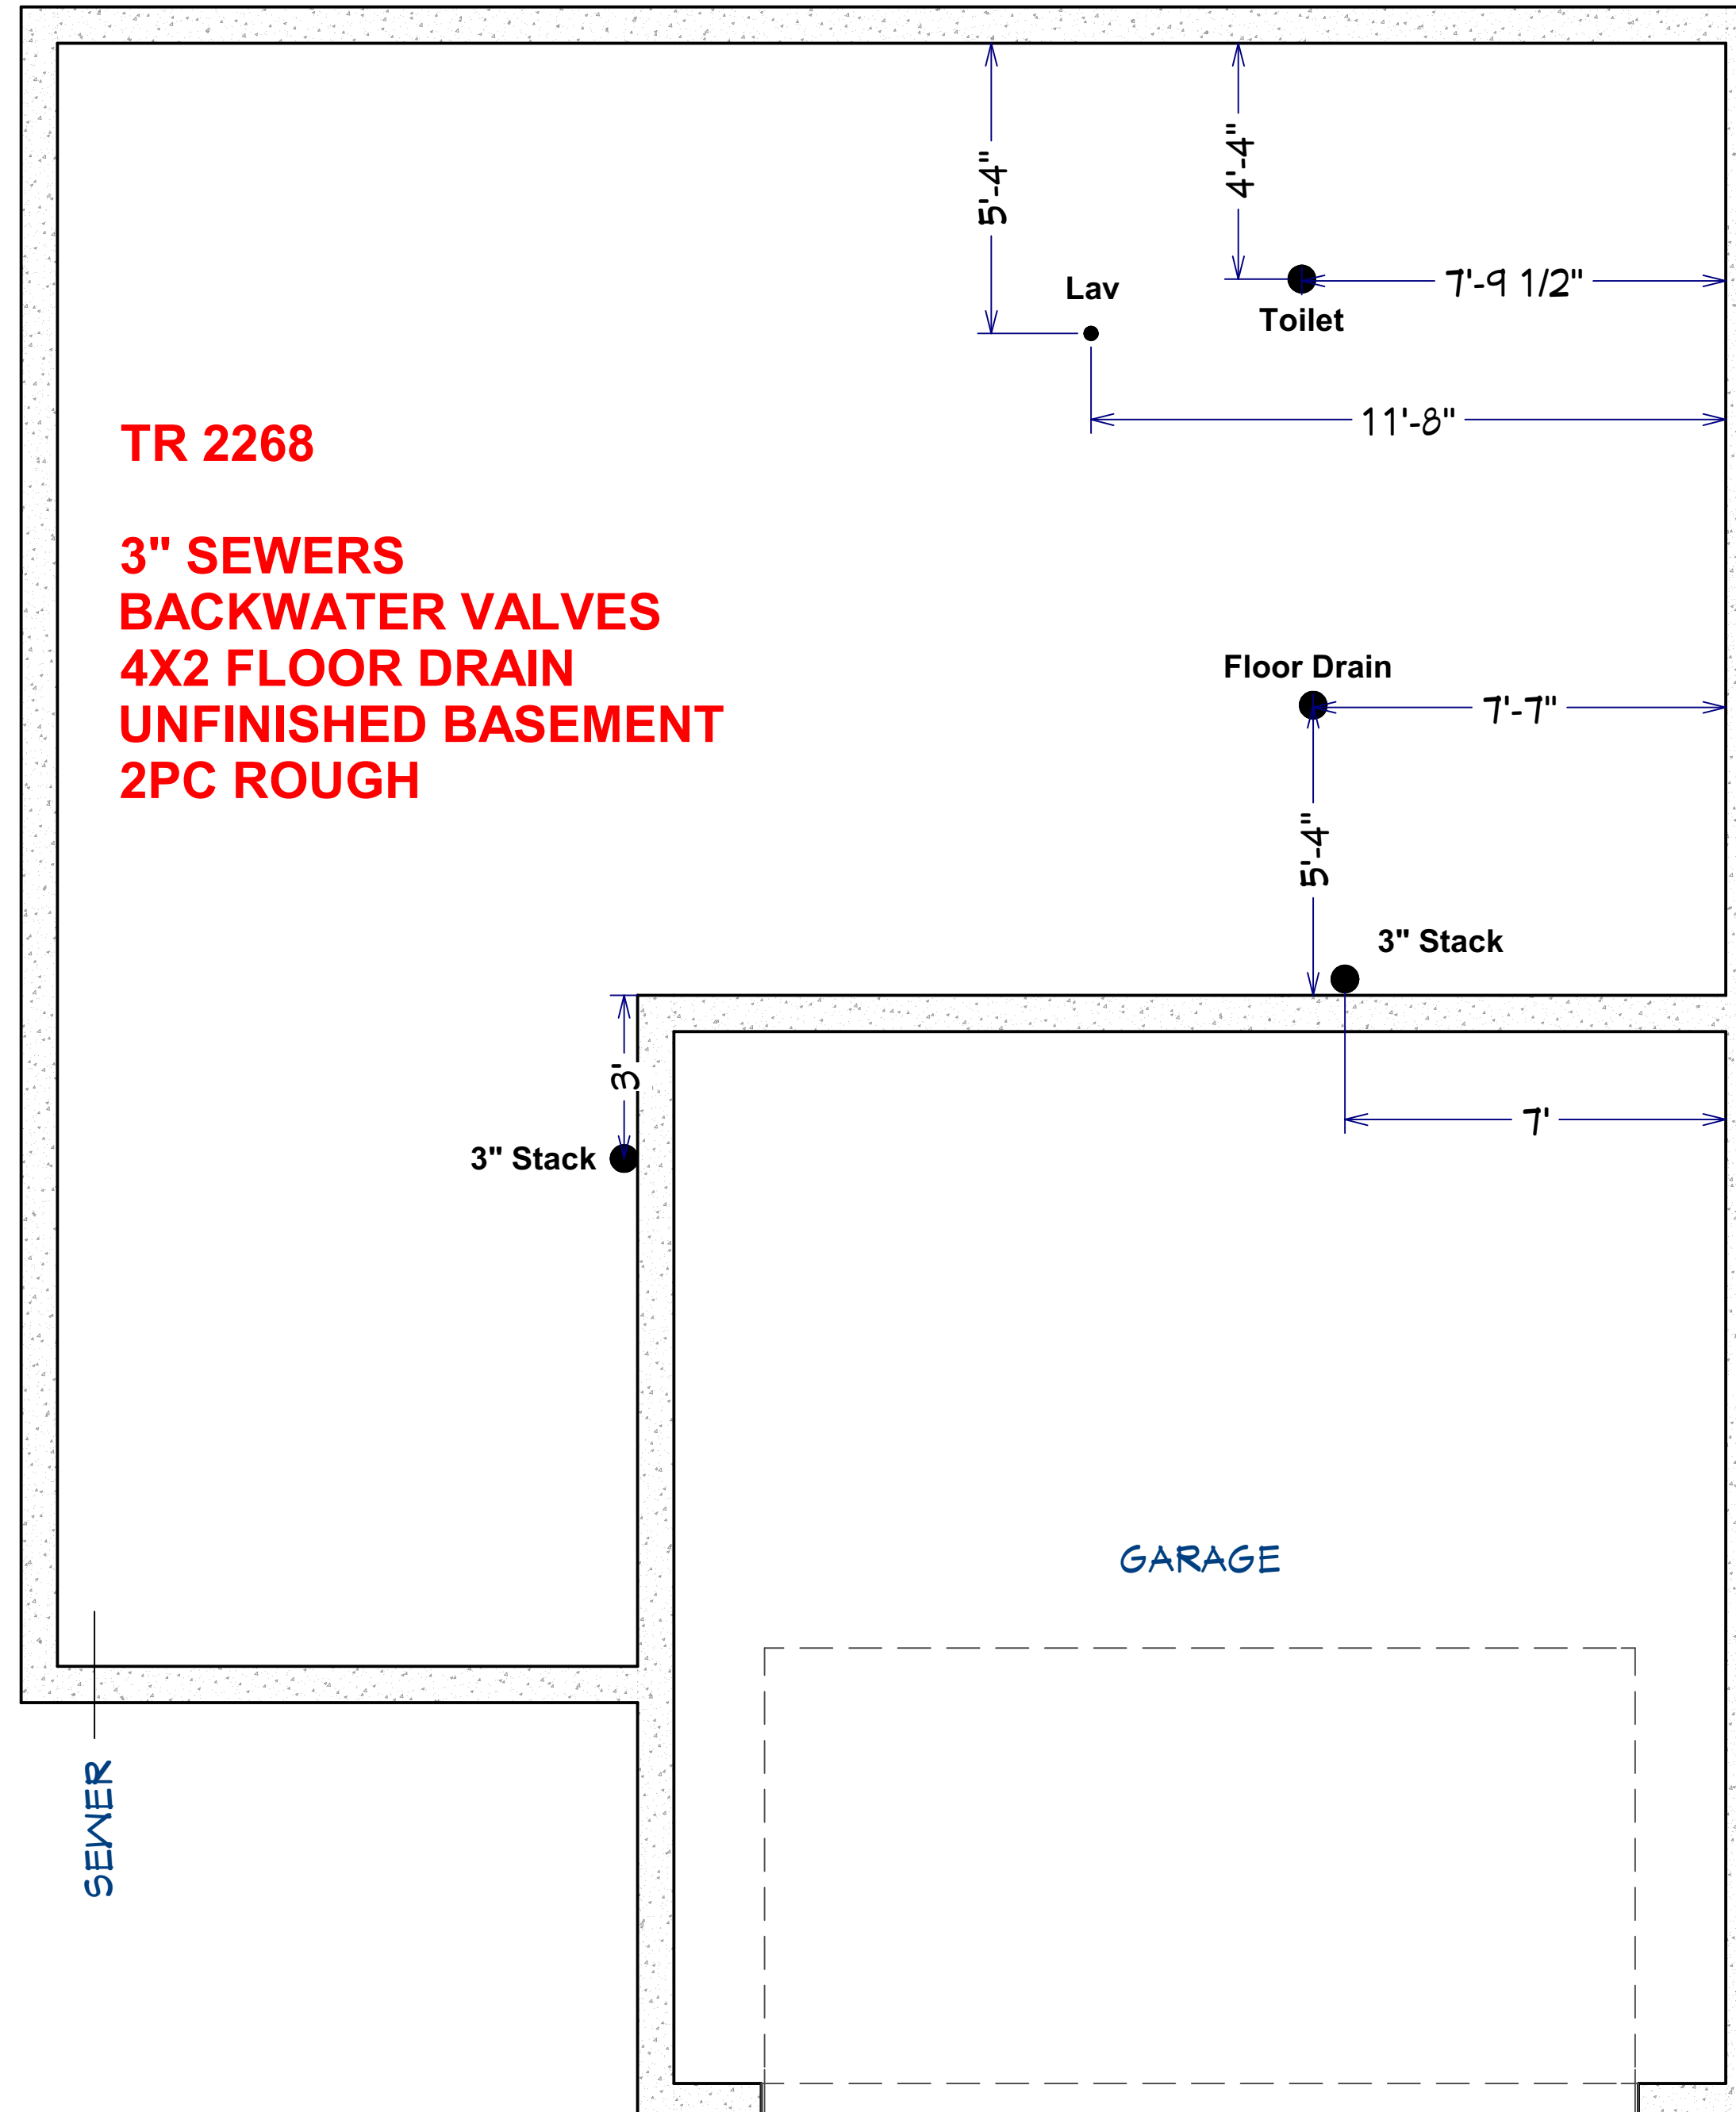 5'-4"
4'-4"
Lav
7'-9 1/2"
Toilet
11'-8"
TR 2268
3" SEWERS
BACKWATER VALVES
4X2 FLOOR DRAIN
UNFINISHED BASEMENT
2PC ROUGH
Floor Drain
7'-7"
5'-4"
3" Stack
3'
7'
3" Stack
GARAGE
SEWER